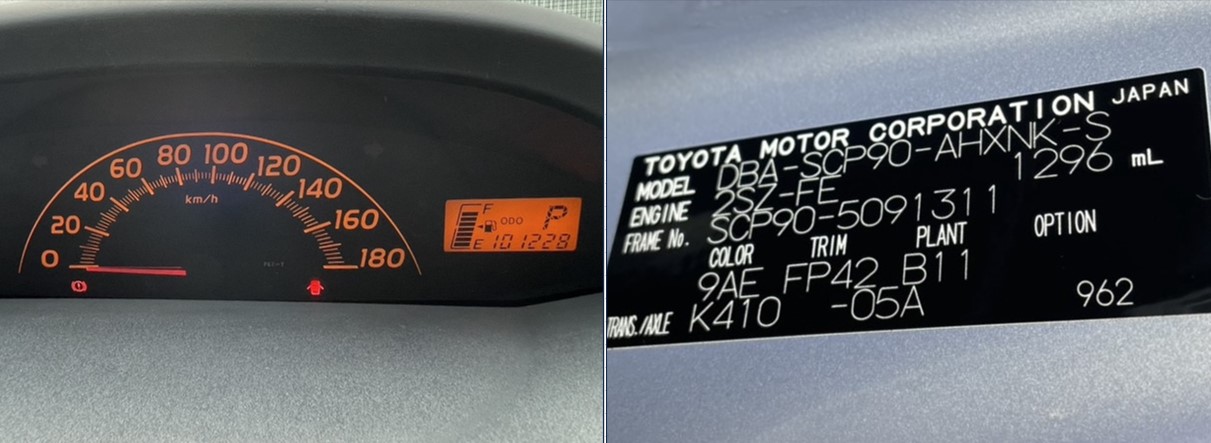 0 20 40 60 80 100 120 140 160 180
km/h
F
ODO
P
E 101228
TOYOTA MOTOR CORPORATION JAPAN
MODEL DBA-SCP90-AHXNK-S
ENGINE 2SZ-FE 1296 mL
FRAME No. SCP90-5091311
COLOR TRIM PLANT OPTION
9AE FP42 B11
TRANS./AXLE K410 -05A 962